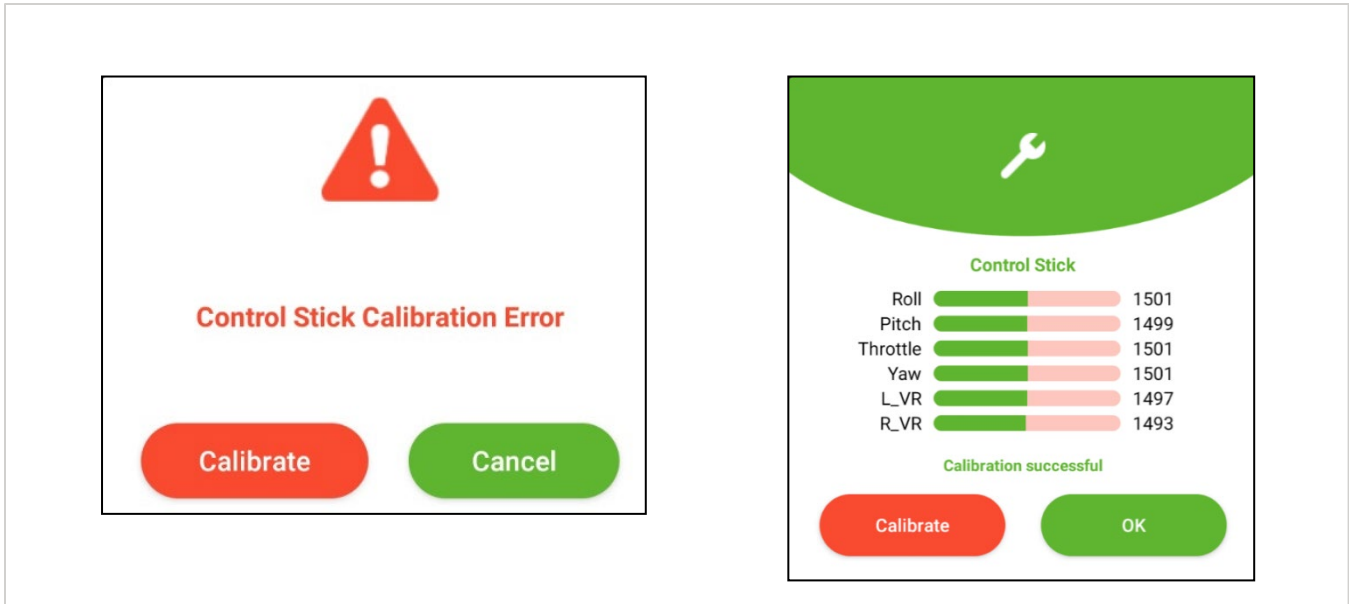 Control Stick Calibration Error
Calibrate Cancel
Control Stick
Roll 1501
Pitch 1499
Throttle 1501
Yaw 1501
L_VR 1497
R_VR 1493
Calibration successful
Calibrate OK